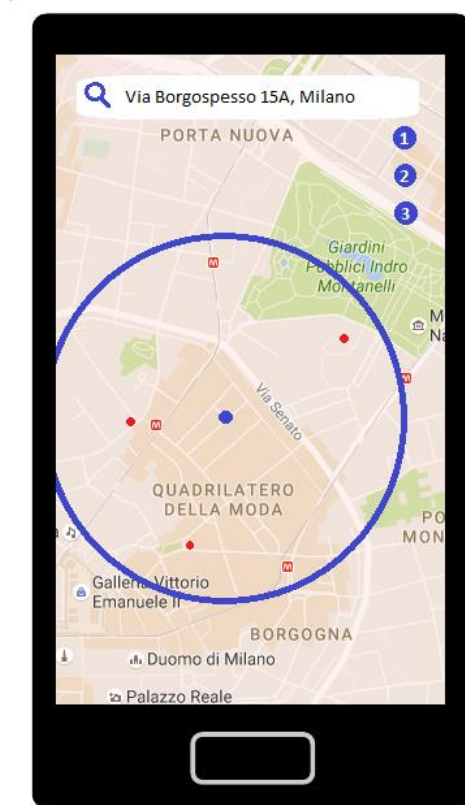 Via Borgospesso 15A, Milano
PORTA NUOVA
1
2
3
Giardini
Pubblici Indro
Montanelli
M
M
Na
M
Via Senato
M
QUADRILATERO
DELLA MODA
PO
MON
M
Galleria Vittorio
Emanuele II
BORGOGNA
Duomo di Milano
Palazzo Reale